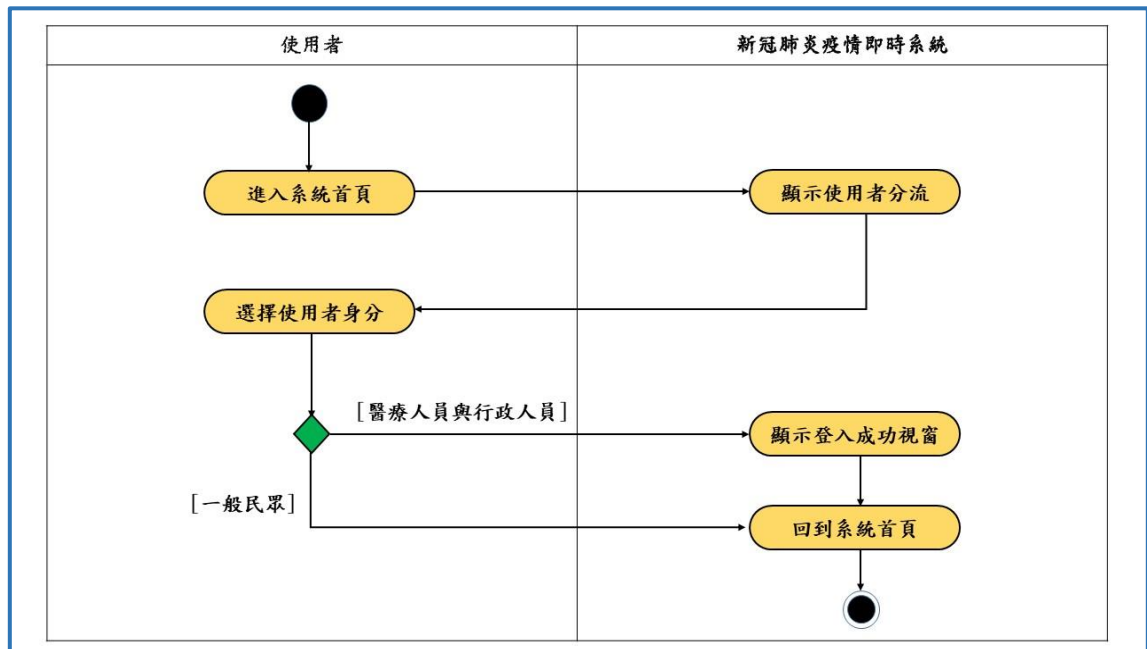 使用者
新冠肺炎疫情即時系統
進入系統首頁
顯示使用者分流
選擇使用者身分
[醫療人員與行政人員]
顯示登入成功視窗
[一般民眾]
回到系統首頁